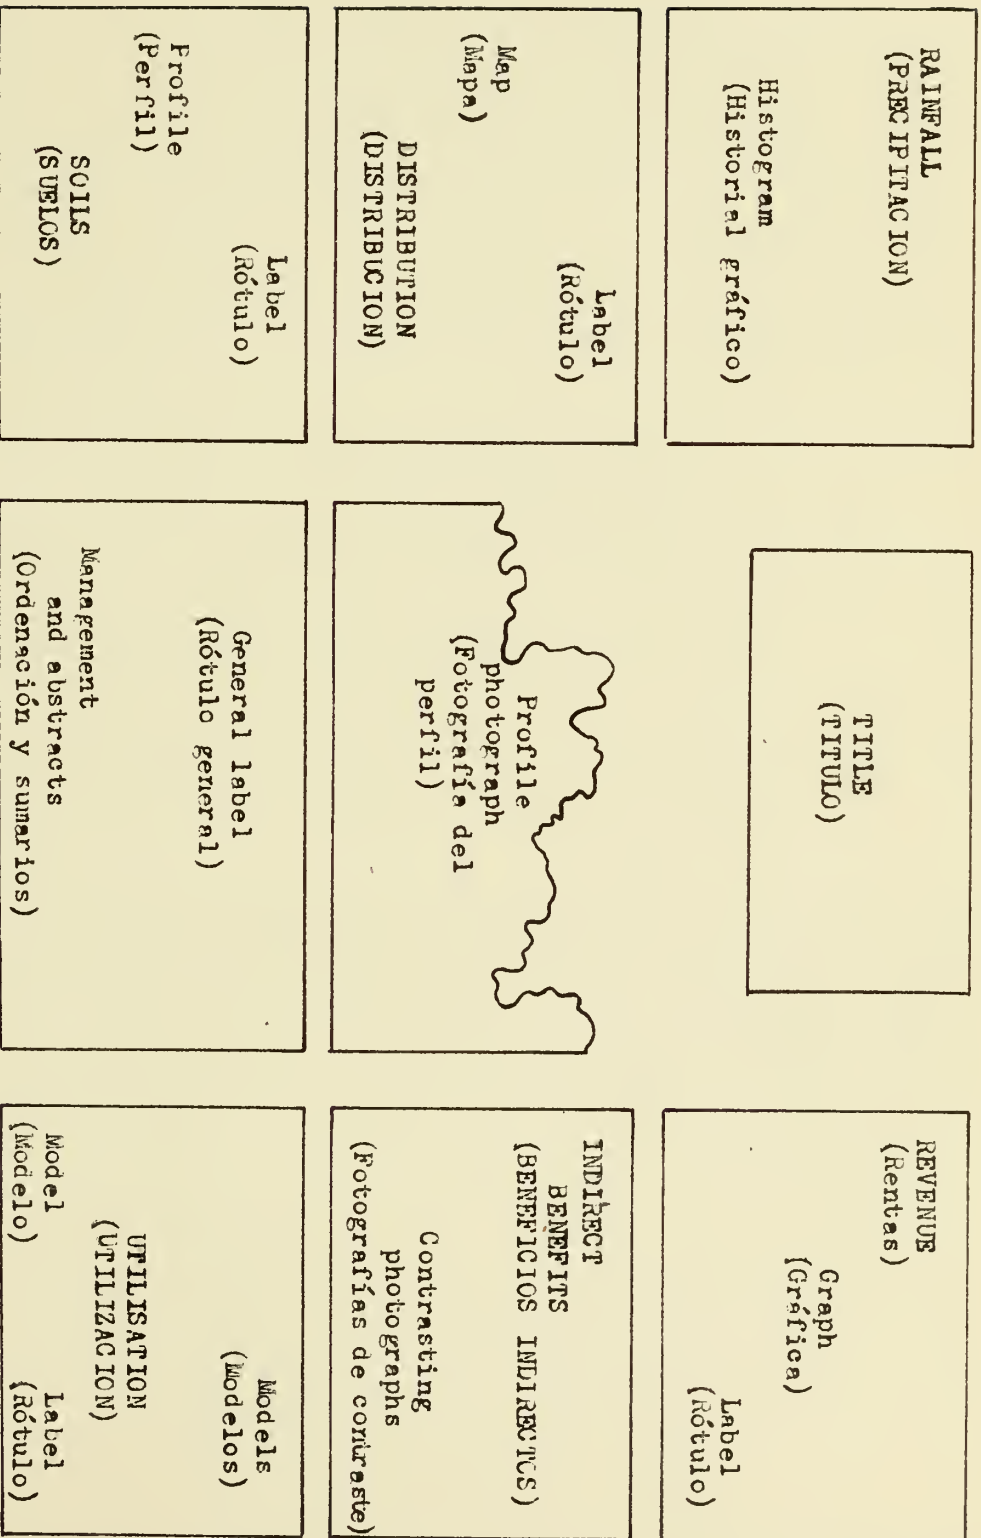 RAINFALL
(PRECIPITACION)
Histogram
(Historial gráfico)
TITLE
(TITULO)
REVENUE
(Rentas)
Graph
(Gráfica)
Label
(Rótulo)
Label
(Rótulo)
Map
(Mapa)
DISTRIBUTION
(DISTRIBUCION)
Profile
photograph
(Fotografía del
perfil)
INDIRECT
BENEFITS
(BENEFICIOS INDIRECTOS)
Contrasting
photographs
(Fotografías de contraste)
Label
(Rótulo)
Profile
(Perfil)
SOILS
(SUELOS)
General label
(Rótulo general)
Management
and abstracts
(Ordenación y sumarios)
Models
(Modelos)
UTILISATION
(UTILIZACION)
Model
(Modelo)
Label
(Rótulo)